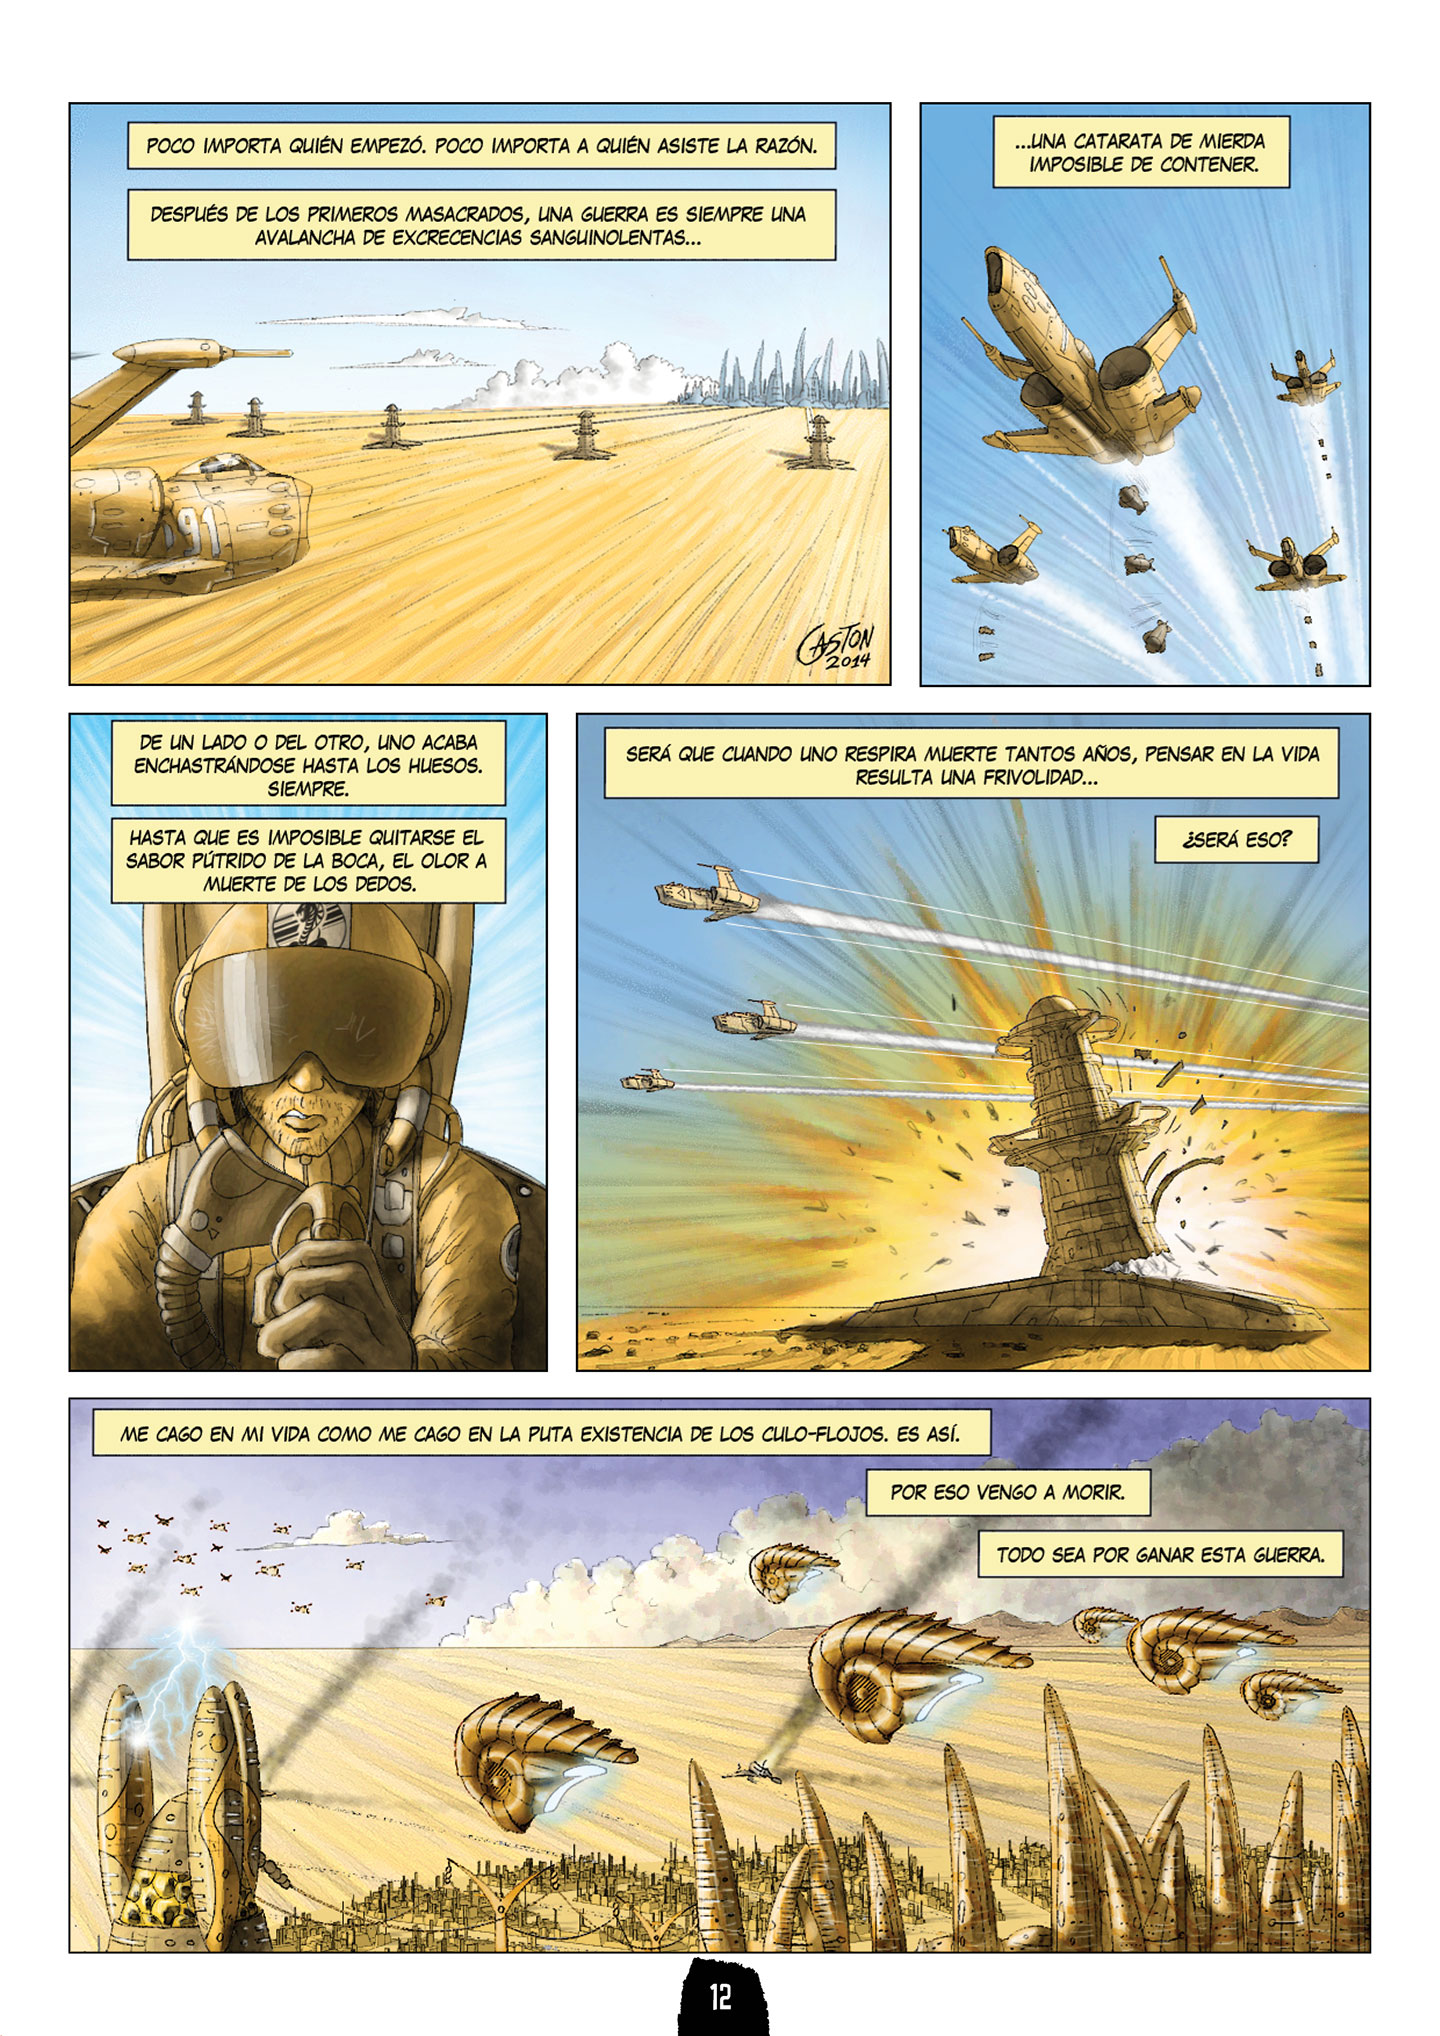 POCO IMPORTA QUIÉN EMPEZÓ. POCO IMPORTA A QUIÉN ASISTE LA RAZÓN.
DESPUÉS DE LOS PRIMEROS MASACRADOS, UNA GUERRA ES SIEMPRE UNA
AVALANCHA DE EXCRECENCIAS SANGUINOLENTAS...
91
GASTON
2014
...UNA CATARATA DE MIERDA
IMPOSIBLE DE CONTENER.
DE UN LADO O DEL OTRO, UNO ACABA
ENCHASTRÁNDOSE HASTA LOS HUESOS.
SIEMPRE.
HASTA QUE ES IMPOSIBLE QUITARSE EL
SABOR PÚTRIDO DE LA BOCA, EL OLOR A
MUERTE DE LOS DEDOS.
SERÁ QUE CUANDO UNO RESPIRA MUERTE TANTOS AÑOS, PENSAR EN LA VIDA
RESULTA UNA FRIVOLIDAD...
¿SERÁ ESO?
ME CAGO EN MI VIDA COMO ME CAGO EN LA PUTA EXISTENCIA DE LOS CULO-FLOJOS. ES ASÍ.
POR ESO VENGO A MORIR.
TODO SEA POR GANAR ESTA GUERRA.
12